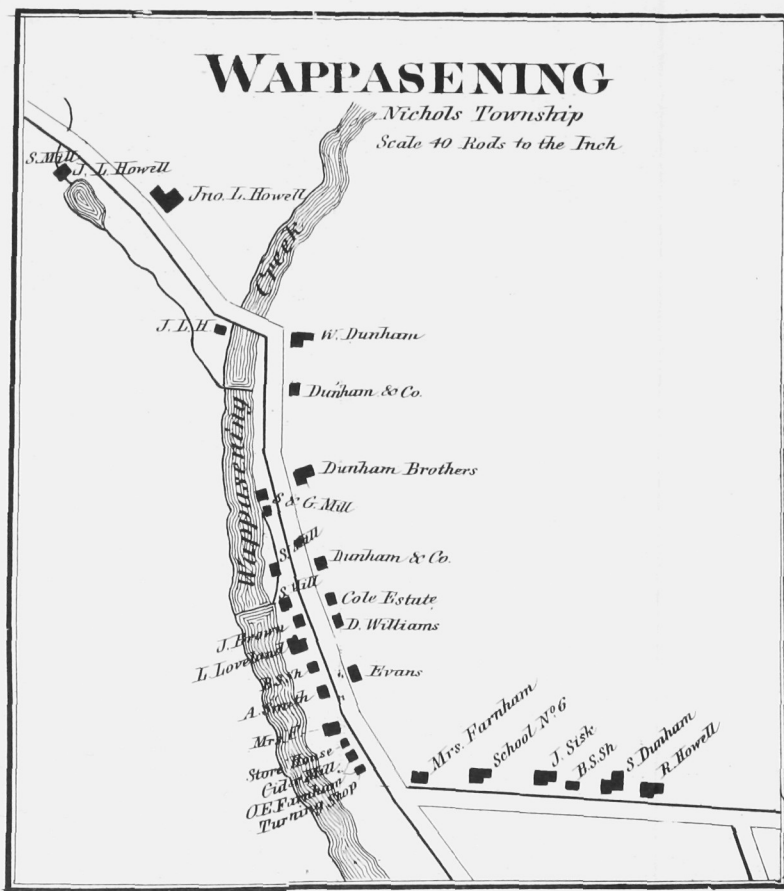 WAPPASENING
Nichols Township
Scale 40 Rods to the Inch
S. Mill
J. L. Howell
Jno. L. Howell
Creek
J. L. H.
W. Dunham
Dunham & Co.
Wappasening
Dunham Brothers
S & G. Mill
S. Mill
Dunham & Co.
S. Mill
Cole Estate
J. Brown
D. Williams
L. Loveland
B.S.Sh
Evans
A. Smith
Mrs. F.
Store House
Cider Mill
O.E. Farnham
Turning Shop
Mrs. Farnham
School No. 6
J. Sisk
B.S.Sh
S. Dunham
R. Howell